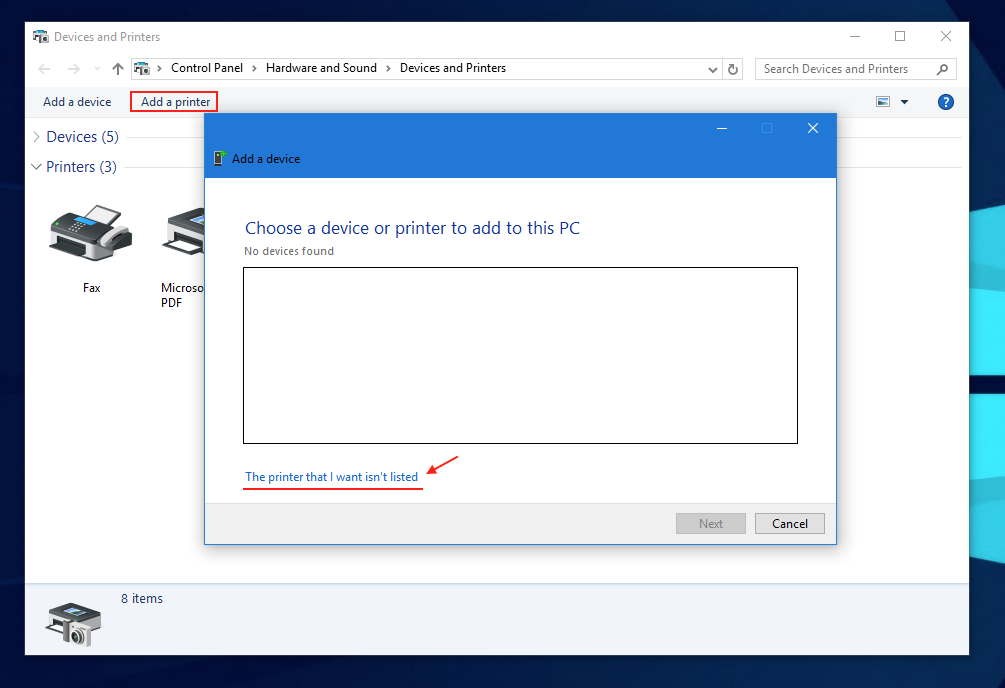 Devices and Printers
Control Panel > Hardware and Sound > Devices and Printers
Search Devices and Printers
Add a device
Add a printer
?
Devices (5)
Printers (3)
Fax
Microso
PDF
Add a device
Choose a device or printer to add to this PC
No devices found
The printer that I want isn't listed
Next
Cancel
8 items